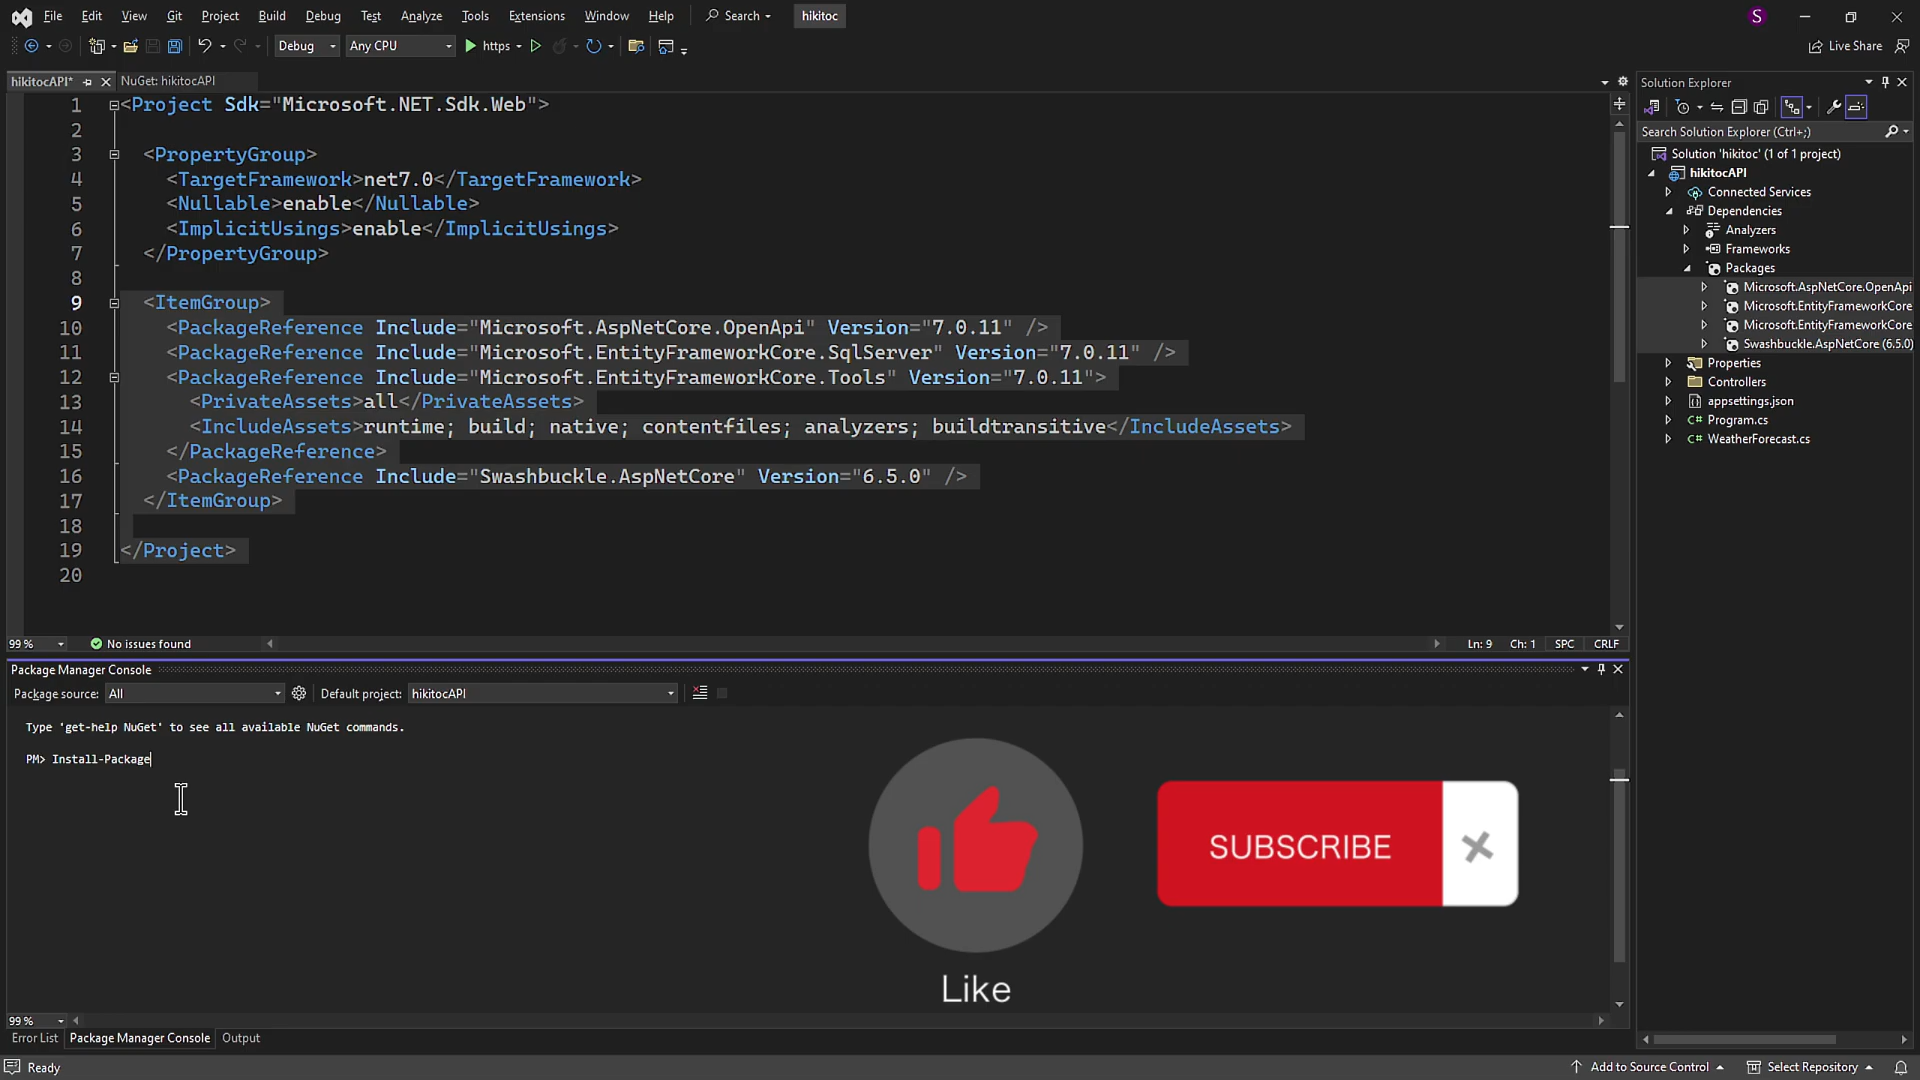 File Edit View Git Project Build Debug Test Analyze Tools Extensions Window Help Search hikitoc S
Debug Any CPU https Live Share
hikitocAPI* NuGet: hikitocAPI
1 <Project Sdk="Microsoft.NET.Sdk.Web">
2
3 <PropertyGroup>
4 <TargetFramework>net7.0</TargetFramework>
5 <Nullable>enable</Nullable>
6 <ImplicitUsings>enable</ImplicitUsings>
7 </PropertyGroup>
8
9 <ItemGroup>
10 <PackageReference Include="Microsoft.AspNetCore.OpenApi" Version="7.0.11" />
11 <PackageReference Include="Microsoft.EntityFrameworkCore.SqlServer" Version="7.0.11" />
12 <PackageReference Include="Microsoft.EntityFrameworkCore.Tools" Version="7.0.11">
13 <PrivateAssets>all</PrivateAssets>
14 <IncludeAssets>runtime; build; native; contentfiles; analyzers; buildtransitive</IncludeAssets>
15 </PackageReference>
16 <PackageReference Include="Swashbuckle.AspNetCore" Version="6.5.0" />
17 </ItemGroup>
18
19 </Project>
20
99 % No issues found Ln: 9 Ch: 1 SPC CRLF
Solution Explorer
Search Solution Explorer (Ctrl+;)
Solution 'hikitoc' (1 of 1 project)
hikitocAPI
Connected Services
Dependencies
Analyzers
Frameworks
Packages
Microsoft.AspNetCore.OpenApi
Microsoft.EntityFrameworkCore
Microsoft.EntityFrameworkCore
Swashbuckle.AspNetCore (6.5.0)
Properties
Controllers
appsettings.json
C# Program.cs
C# WeatherForecast.cs
Package Manager Console
Package source: All Default project: hikitocAPI
Type 'get-help NuGet' to see all available NuGet commands.
PM> Install-Package
SUBSCRIBE
Like
99 %
Error List Package Manager Console Output
Ready Add to Source Control Select Repository